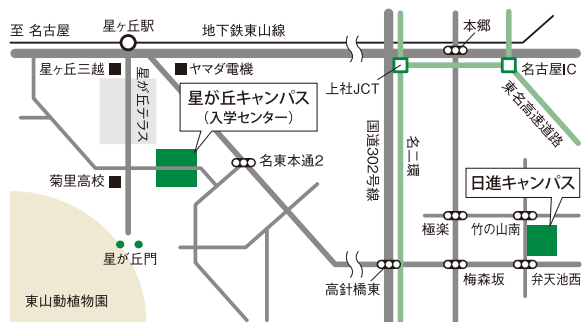 至 名古屋
星ヶ丘駅
地下鉄東山線
本郷
星ヶ丘三越
ヤマダ電機
上社JCT
名古屋IC
東名高速道路
星が丘テラス
星が丘キャンパス
（入学センター）
国道302号線
名二環
名東本通2
菊里高校
日進キャンパス
極楽
竹の山南
星が丘門
高針橋東
梅森坂
弁天池西
東山動植物園